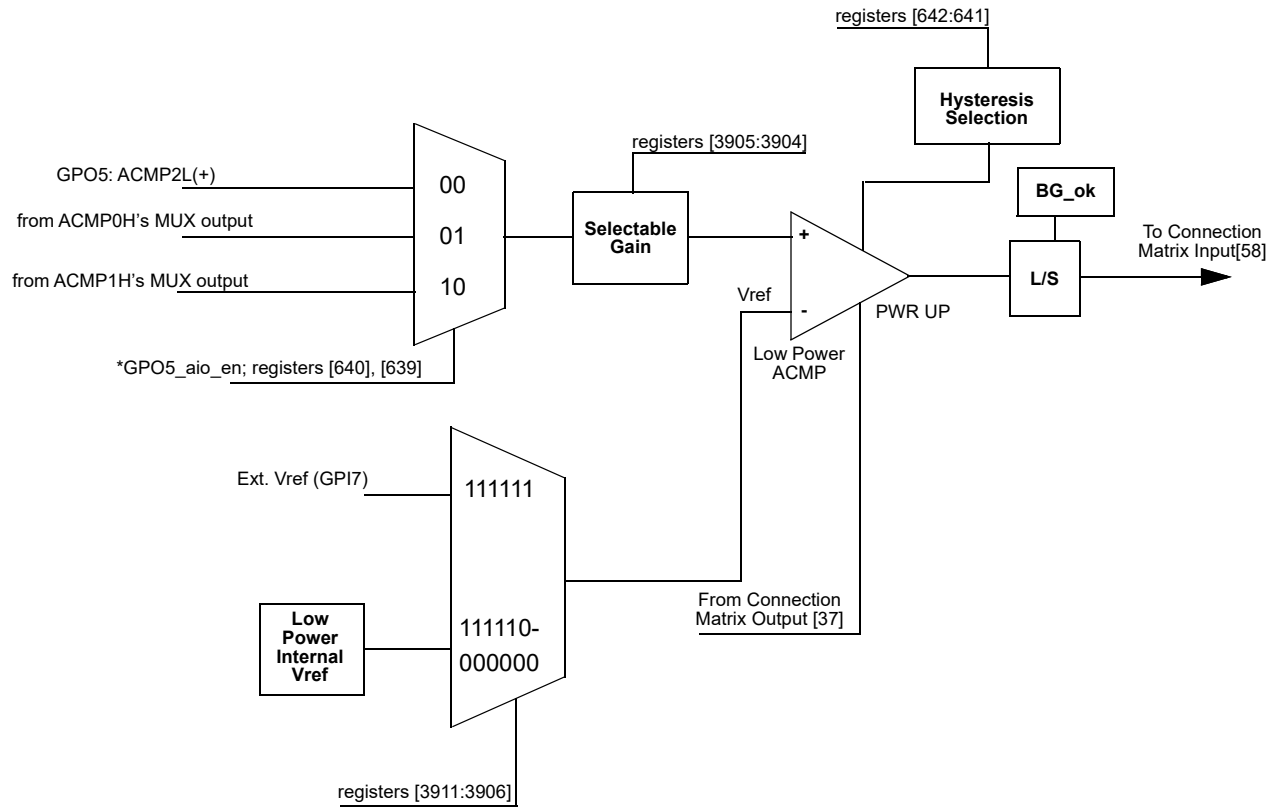 registers [642:641]
Hysteresis
Selection
registers [3905:3904]
GPO5: ACMP2L(+)
00
BG_ok
from ACMP0H's MUX output
01
Selectable
Gain
+
To Connection
Matrix Input[58]
from ACMP1H's MUX output
10
L/S
Vref
-
PWR UP
Low Power
ACMP
*GPO5_aio_en; registers [640], [639]
Ext. Vref (GPI7)
111111
From Connection
Matrix Output [37]
Low
Power
Internal
Vref
111110-
000000
registers [3911:3906]